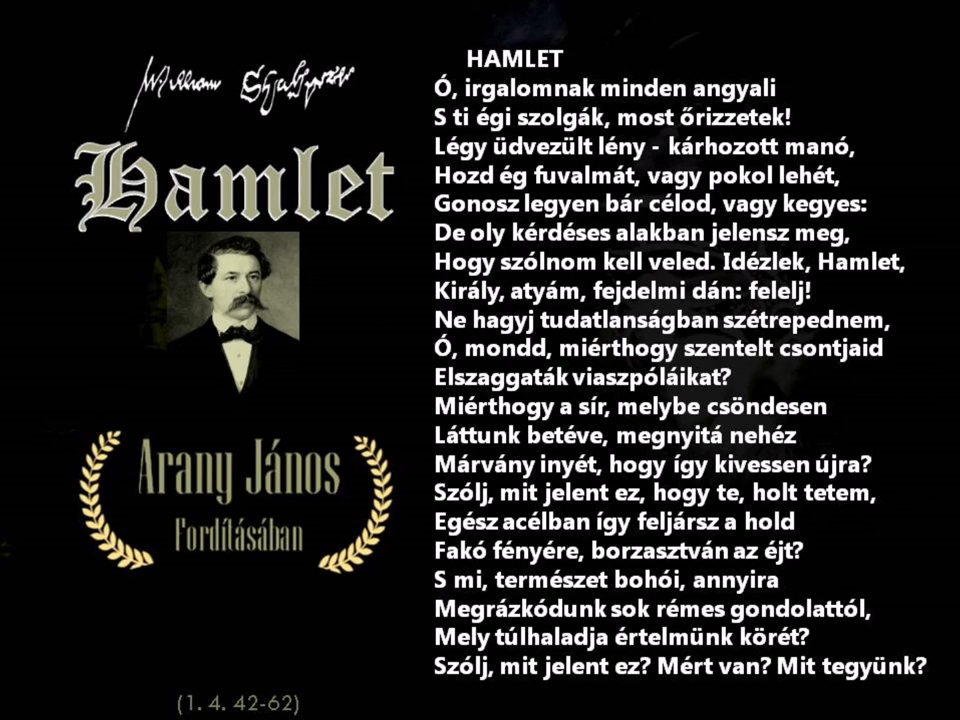 William Shakspere
Hamlet
Arany János
Fordításában
(1. 4. 42-62)
HAMLET
Ó, irgalomnak minden angyali
S ti égi szolgák, most őrizzetek!
Légy üdvezült lény - kárhozott manó,
Hozd ég fuvalmát, vagy pokol lehét,
Gonosz legyen bár célod, vagy kegyes:
De oly kérdéses alakban jelensz meg,
Hogy szólnom kell veled. Idézlek, Hamlet,
Király, atyám, fejdelmi dán: felelj!
Ne hagyj tudatlanságban szétrepednem,
Ó, mondd, miérthogy szentelt csontjaid
Elszaggaták viaszpóláikat?
Miérthogy a sír, melybe csöndesen
Láttunk betéve, megnyitá nehéz
Márvány inyét, hogy így kivessen újra?
Szólj, mit jelent ez, hogy te, holt tetem,
Egész acélban így feljársz a hold
Fakó fényére, borzasztván az éjt?
S mi, természet bohói, annyira
Megrázkódunk sok rémes gondolattól,
Mely túlhaladja értelmünk körét?
Szólj, mit jelent ez? Mért van? Mit tegyünk?